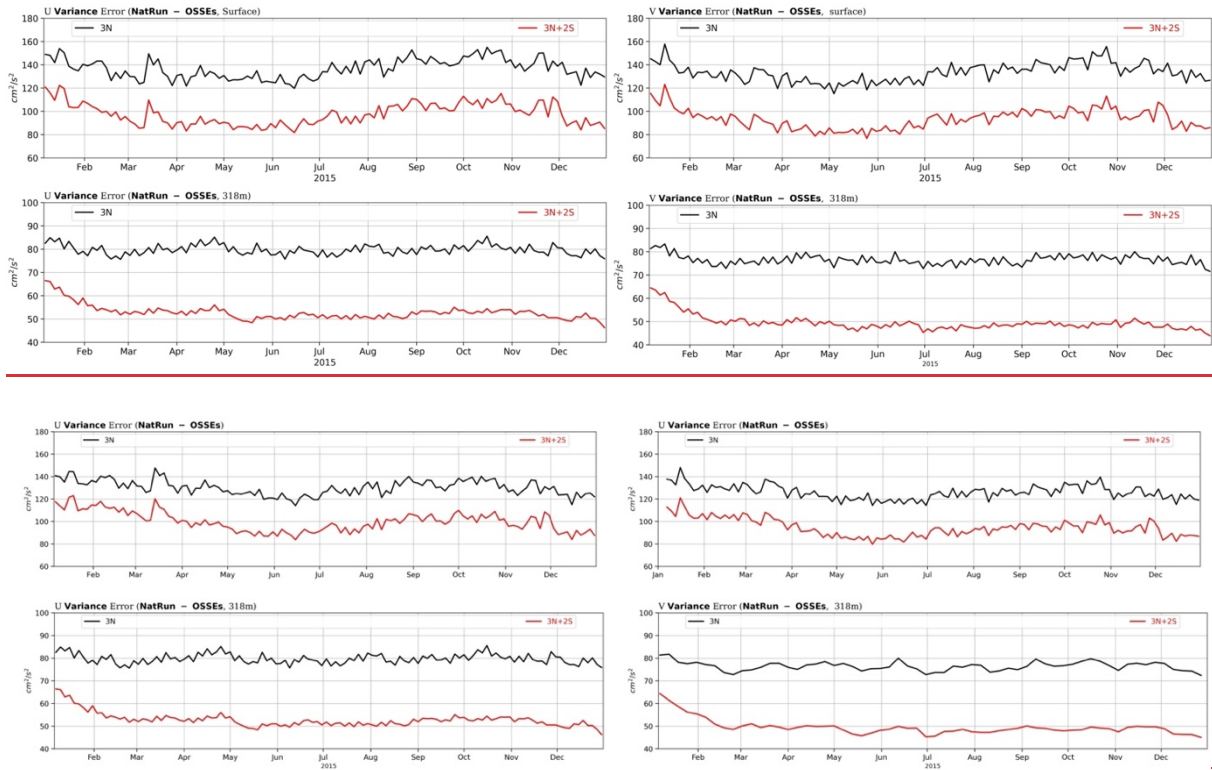 U Variance Error (NatRun − OSSEs, Surface)
3N
3N+2S
cm²/s²
180
160
140
120
100
80
60
Feb Mar Apr May Jun Jul Aug Sep Oct Nov Dec
2015
V Variance Error (NatRun − OSSEs, surface)
3N
3N+2S
cm²/s²
180
160
140
120
100
80
60
Feb Mar Apr May Jun Jul Aug Sep Oct Nov Dec
2015
U Variance Error (NatRun − OSSEs, 318m)
3N
3N+2S
cm²/s²
100
90
80
70
60
50
40
Feb Mar Apr May Jun Jul Aug Sep Oct Nov Dec
2015
V Variance Error (NatRun − OSSEs, 318m)
3N
3N+2S
cm²/s²
100
90
80
70
60
50
40
Feb Mar Apr May Jun Jul Aug Sep Oct Nov Dec
2015
U Variance Error (NatRun − OSSEs)
3N
3N+2S
cm²/s²
180
160
140
120
100
80
60
Feb Mar Apr May Jun Jul Aug Sep Oct Nov Dec
U Variance Error (NatRun − OSSEs)
3N
3N+2S
cm²/s²
180
160
140
120
100
80
60
Jan Feb Mar Apr May Jun Jul Aug Sep Oct Nov Dec
U Variance Error (NatRun − OSSEs, 318m)
3N
3N+2S
cm²/s²
100
90
80
70
60
50
40
Feb Mar Apr May Jun Jul Aug Sep Oct Nov Dec
2015
V Variance Error (NatRun − OSSEs, 318m)
3N
3N+2S
cm²/s²
100
90
80
70
60
50
40
Feb Mar Apr May Jun Jul Aug Sep Oct Nov Dec
2015